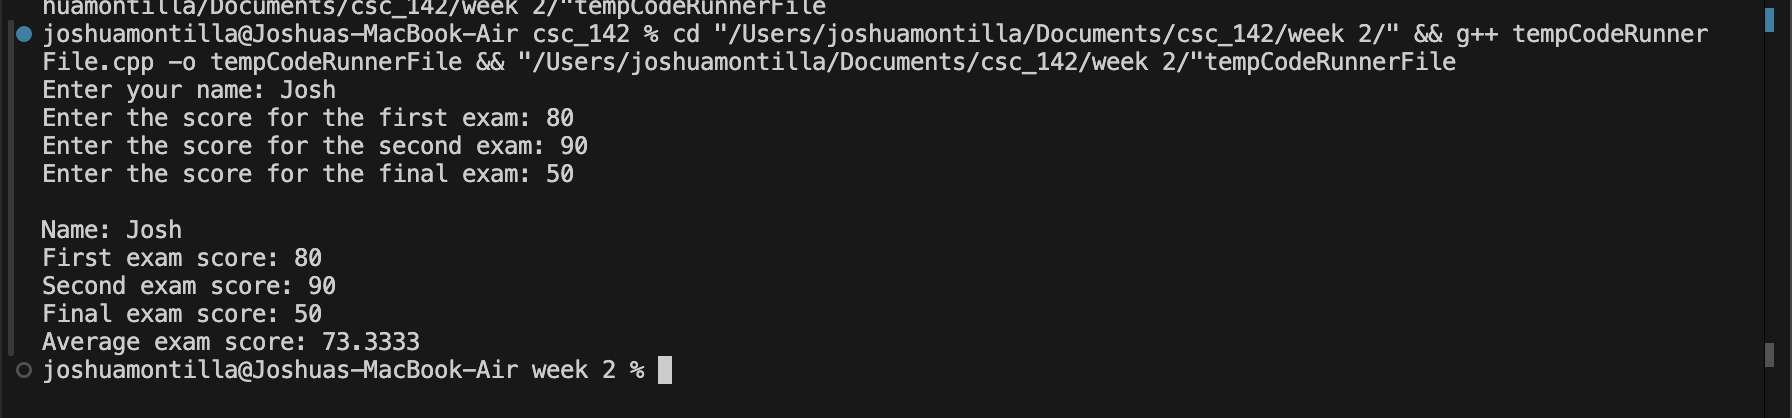 huamontilla/Documents/csc_142/week 2/"tempCodeRunnerFile
joshuamontilla@Joshuas-MacBook-Air csc_142 % cd "/Users/joshuamontilla/Documents/csc_142/week 2/" && g++ tempCodeRunner
File.cpp -o tempCodeRunnerFile && "/Users/joshuamontilla/Documents/csc_142/week 2/"tempCodeRunnerFile
Enter your name: Josh
Enter the score for the first exam: 80
Enter the score for the second exam: 90
Enter the score for the final exam: 50

Name: Josh
First exam score: 80
Second exam score: 90
Final exam score: 50
Average exam score: 73.3333
joshuamontilla@Joshuas-MacBook-Air week 2 %